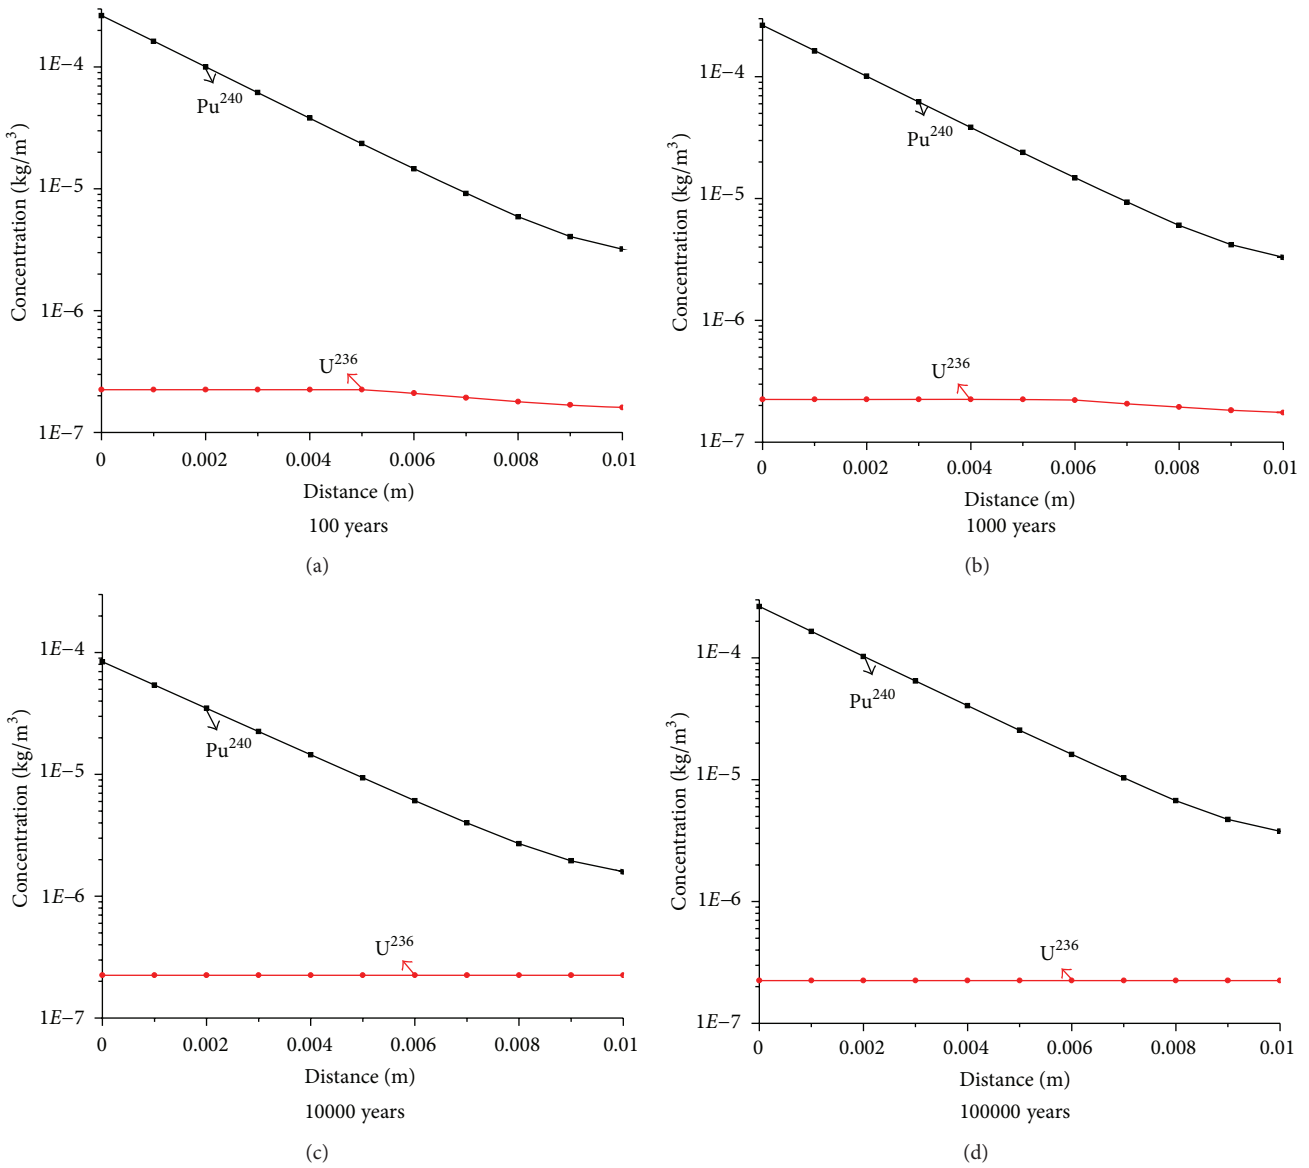 Concentration (kg/m³)
1E−4
1E−5
1E−6
1E−7
Pu²⁴⁰
U²³⁶
0 0.002 0.004 0.006 0.008 0.01
Distance (m)
100 years
(a)
Concentration (kg/m³)
1E−4
1E−5
1E−6
1E−7
Pu²⁴⁰
U²³⁶
0 0.002 0.004 0.006 0.008 0.01
Distance (m)
1000 years
(b)
Concentration (kg/m³)
1E−4
1E−5
1E−6
1E−7
Pu²⁴⁰
U²³⁶
0 0.002 0.004 0.006 0.008 0.01
Distance (m)
10000 years
(c)
Concentration (kg/m³)
1E−4
1E−5
1E−6
1E−7
Pu²⁴⁰
U²³⁶
0 0.002 0.004 0.006 0.008 0.01
Distance (m)
100000 years
(d)